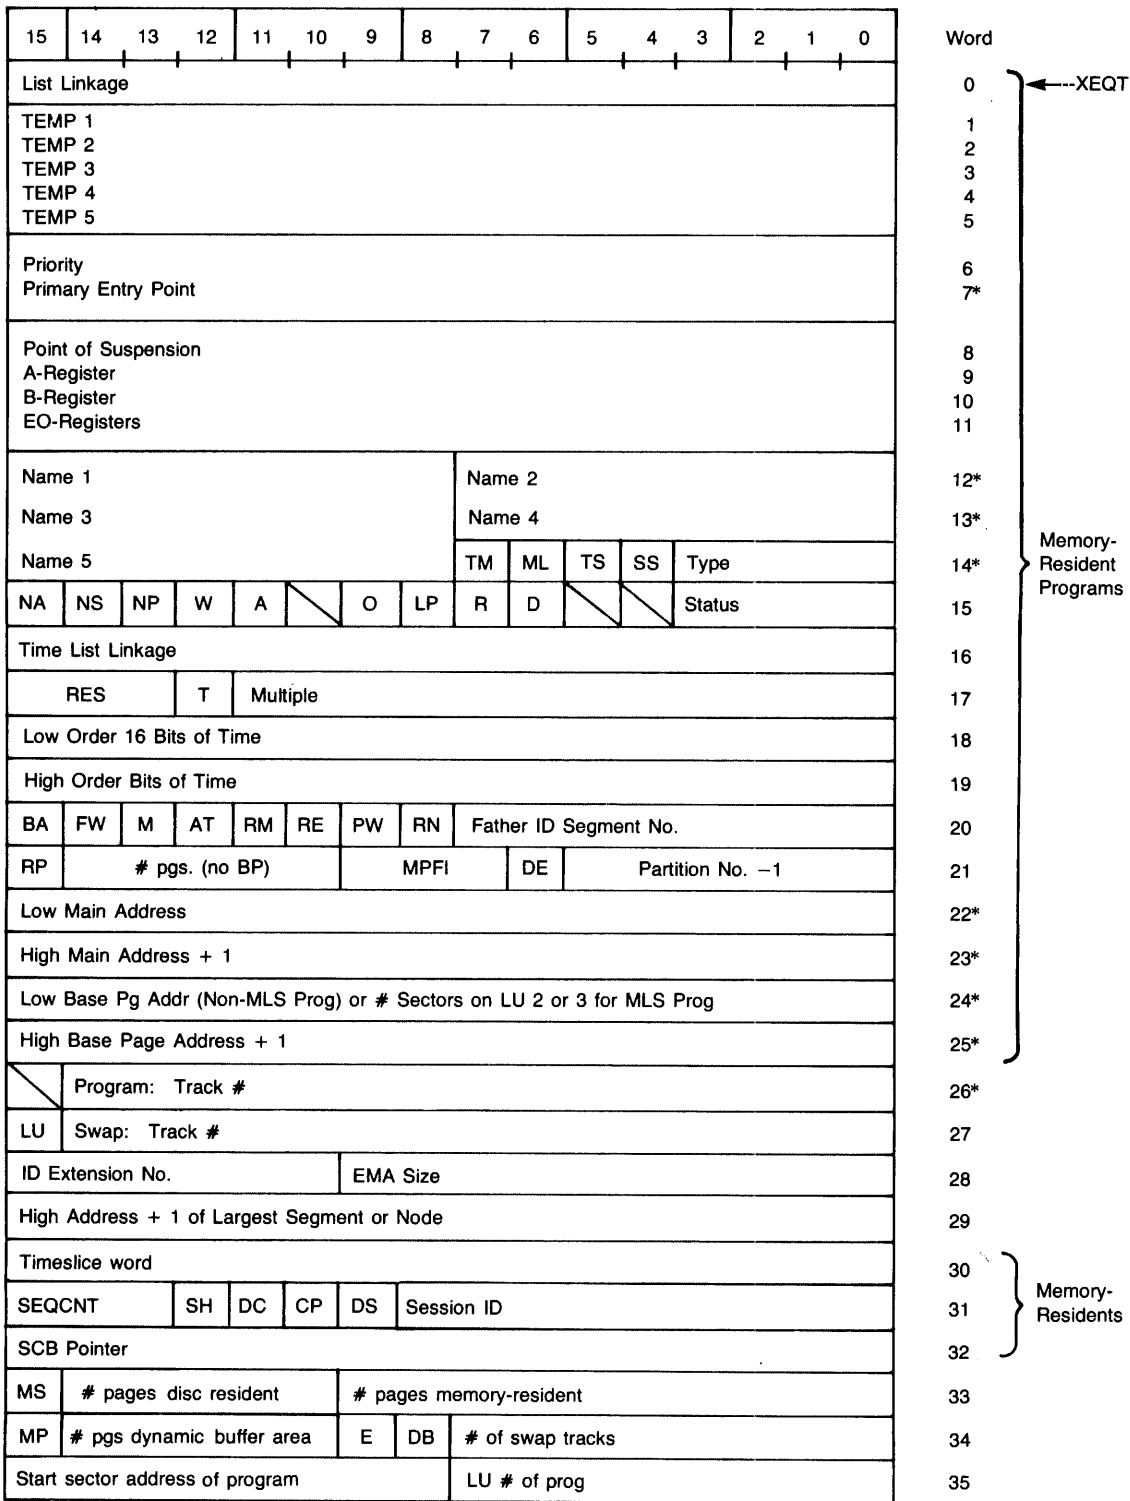 15 14 13 12 11 10 9 8 7 6 5 4 3 2 1 0 Word
List Linkage 0 ←---XEQT
TEMP 1 1
TEMP 2 2
TEMP 3 3
TEMP 4 4
TEMP 5 5
Priority 6
Primary Entry Point 7*
Point of Suspension 8
A-Register 9
B-Register 10
EO-Registers 11
Name 1 Name 2 12*
Name 3 Name 4 13*
Memory-
Resident
Programs
Name 5 TM ML TS SS Type 14*
NA NS NP W A O LP R D Status 15
Time List Linkage 16
RES T Multiple 17
Low Order 16 Bits of Time 18
High Order Bits of Time 19
BA FW M AT RM RE PW RN Father ID Segment No. 20
RP # pgs. (no BP) MPFI DE Partition No. −1 21
Low Main Address 22*
High Main Address + 1 23*
Low Base Pg Addr (Non-MLS Prog) or # Sectors on LU 2 or 3 for MLS Prog 24*
High Base Page Address + 1 25*
Program: Track # 26*
LU Swap: Track # 27
ID Extension No. EMA Size 28
High Address + 1 of Largest Segment or Node 29
Timeslice word 30
SEQCNT SH DC CP DS Session ID 31
Memory-
Residents
SCB Pointer 32
MS # pages disc resident # pages memory-resident 33
MP # pgs dynamic buffer area E DB # of swap tracks 34
Start sector address of program LU # of prog 35